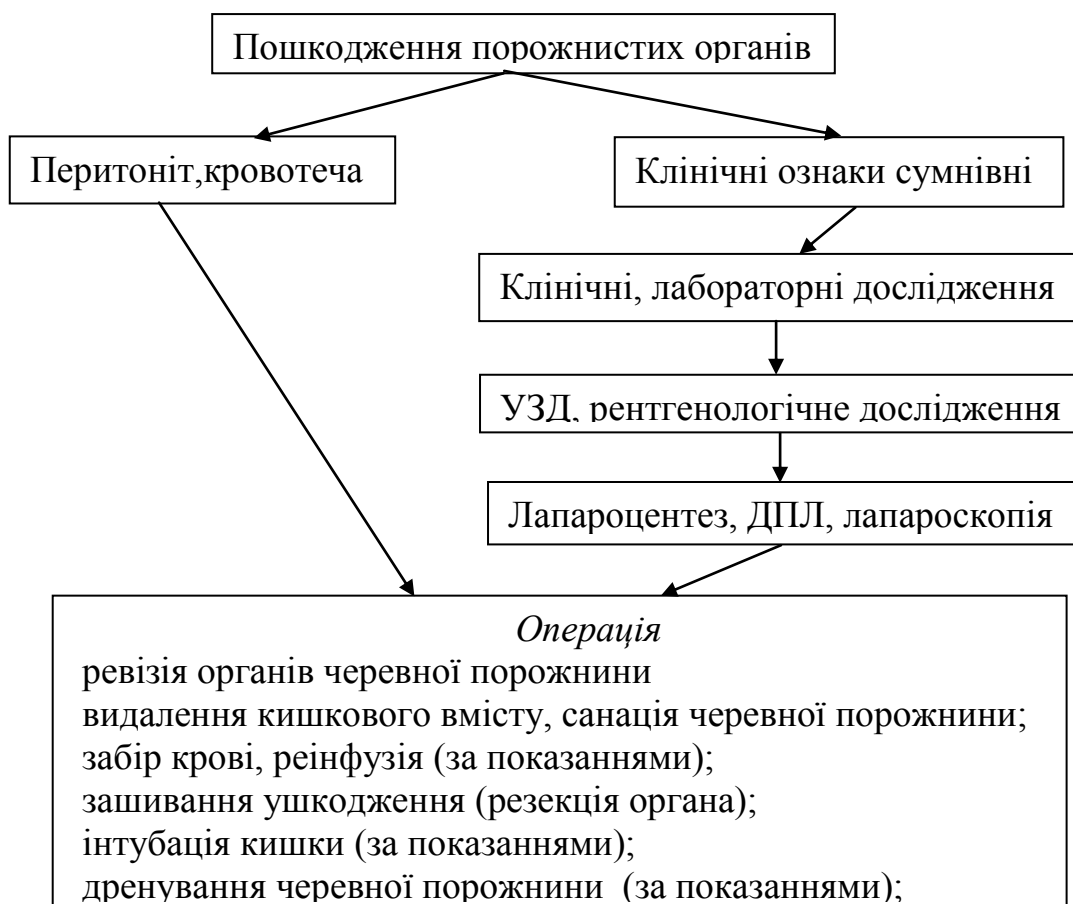 Пошкодження порожнистих органів
Перитоніт,кровотеча
Клінічні ознаки сумнівні
Клінічні, лабораторні дослідження
УЗД, рентгенологічне дослідження
Лапароцентез, ДПЛ, лапароскопія
Операція
ревізія органів черевної порожнини
видалення кишкового вмісту, санація черевної порожнини;
забір крові, реінфузія (за показаннями);
зашивання ушкодження (резекція органа);
інтубація кишки (за показаннями);
дренування черевної порожнини (за показаннями);